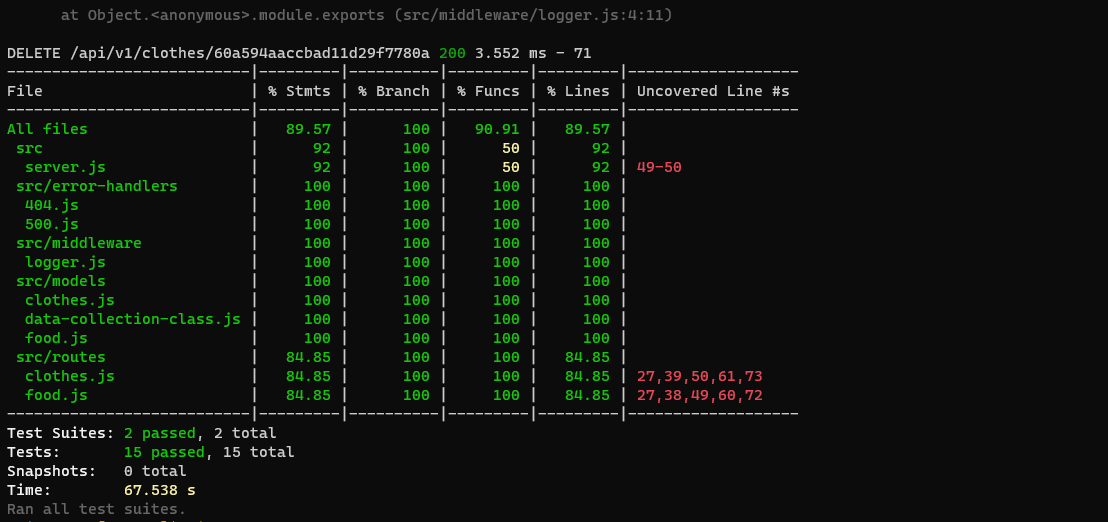 at Object.<anonymous>.module.exports (src/middleware/logger.js:4:11)
DELETE /api/v1/clothes/60a594aaccbad11d29f7780a 200 3.552 ms - 71
---------------------------|---------|----------|---------|---------|-------------------
File                       | % Stmts | % Branch | % Funcs | % Lines | Uncovered Line #s
---------------------------|---------|----------|---------|---------|-------------------
All files                  |   89.57 |      100 |   90.91 |   89.57 |
 src                       |      92 |      100 |      50 |      92 |
  server.js                |      92 |      100 |      50 |      92 | 49-50
 src/error-handlers        |     100 |      100 |     100 |     100 |
  404.js                   |     100 |      100 |     100 |     100 |
  500.js                   |     100 |      100 |     100 |     100 |
 src/middleware            |     100 |      100 |     100 |     100 |
  logger.js                |     100 |      100 |     100 |     100 |
 src/models                |     100 |      100 |     100 |     100 |
  clothes.js               |     100 |      100 |     100 |     100 |
  data-collection-class.js |     100 |      100 |     100 |     100 |
  food.js                  |     100 |      100 |     100 |     100 |
 src/routes                |   84.85 |      100 |     100 |   84.85 |
  clothes.js               |   84.85 |      100 |     100 |   84.85 | 27,39,50,61,73
  food.js                  |   84.85 |      100 |     100 |   84.85 | 27,38,49,60,72
---------------------------|---------|----------|---------|---------|-------------------
Test Suites: 2 passed, 2 total
Tests:       15 passed, 15 total
Snapshots:   0 total
Time:        67.538 s
Ran all test suites.